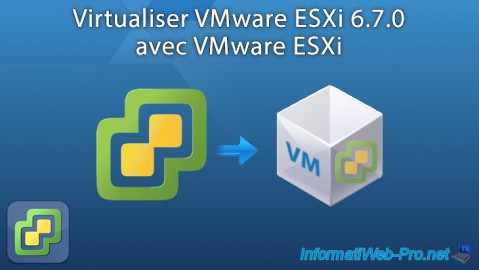 Virtualiser VMware ESXi 6.7.0
avec VMware ESXi
VM
InformatiWeb-Pro.net